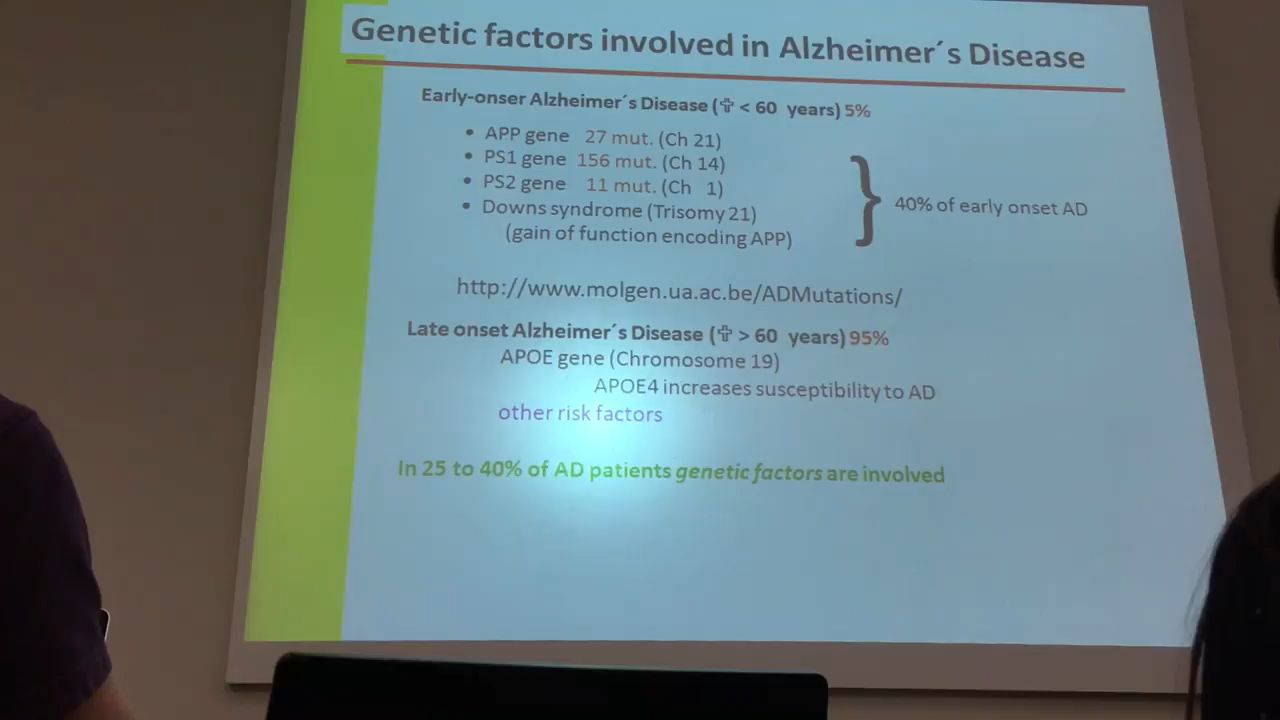 Genetic factors involved in Alzheimer´s Disease
Early-onser Alzheimer´s Disease (✞ < 60 years) 5%
• APP gene 27 mut. (Ch 21)
• PS1 gene 156 mut. (Ch 14)
• PS2 gene 11 mut. (Ch 1)
• Downs syndrome (Trisomy 21)
(gain of function encoding APP)
} 40% of early onset AD
http://www.molgen.ua.ac.be/ADMutations/
Late onset Alzheimer´s Disease (✞ > 60 years) 95%
APOE gene (Chromosome 19)
APOE4 increases susceptibility to AD
other risk factors
In 25 to 40% of AD patients genetic factors are involved